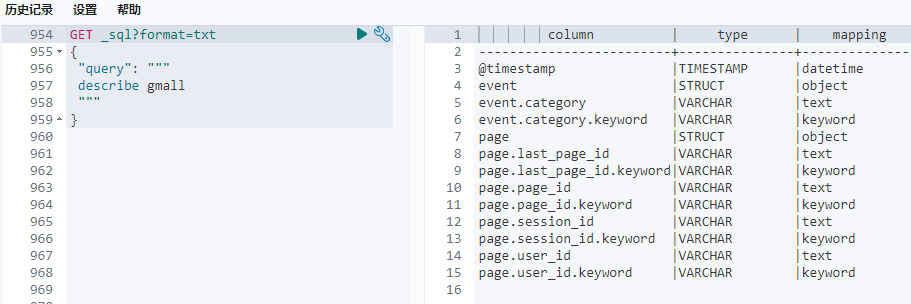 历史记录 设置 帮助
954 GET _sql?format=txt
955 {
956 "query": """
957 describe gmall
958 """
959 }
960
961
962
963
964
965
966
967
968
969
1 column | type | mapping
2 -------------------------+---------------+---------------
3 @timestamp |TIMESTAMP |datetime
4 event |STRUCT |object
5 event.category |VARCHAR |text
6 event.category.keyword |VARCHAR |keyword
7 page |STRUCT |object
8 page.last_page_id |VARCHAR |text
9 page.last_page_id.keyword|VARCHAR |keyword
10 page.page_id |VARCHAR |text
11 page.page_id.keyword |VARCHAR |keyword
12 page.session_id |VARCHAR |text
13 page.session_id.keyword |VARCHAR |keyword
14 page.user_id |VARCHAR |text
15 page.user_id.keyword |VARCHAR |keyword
16